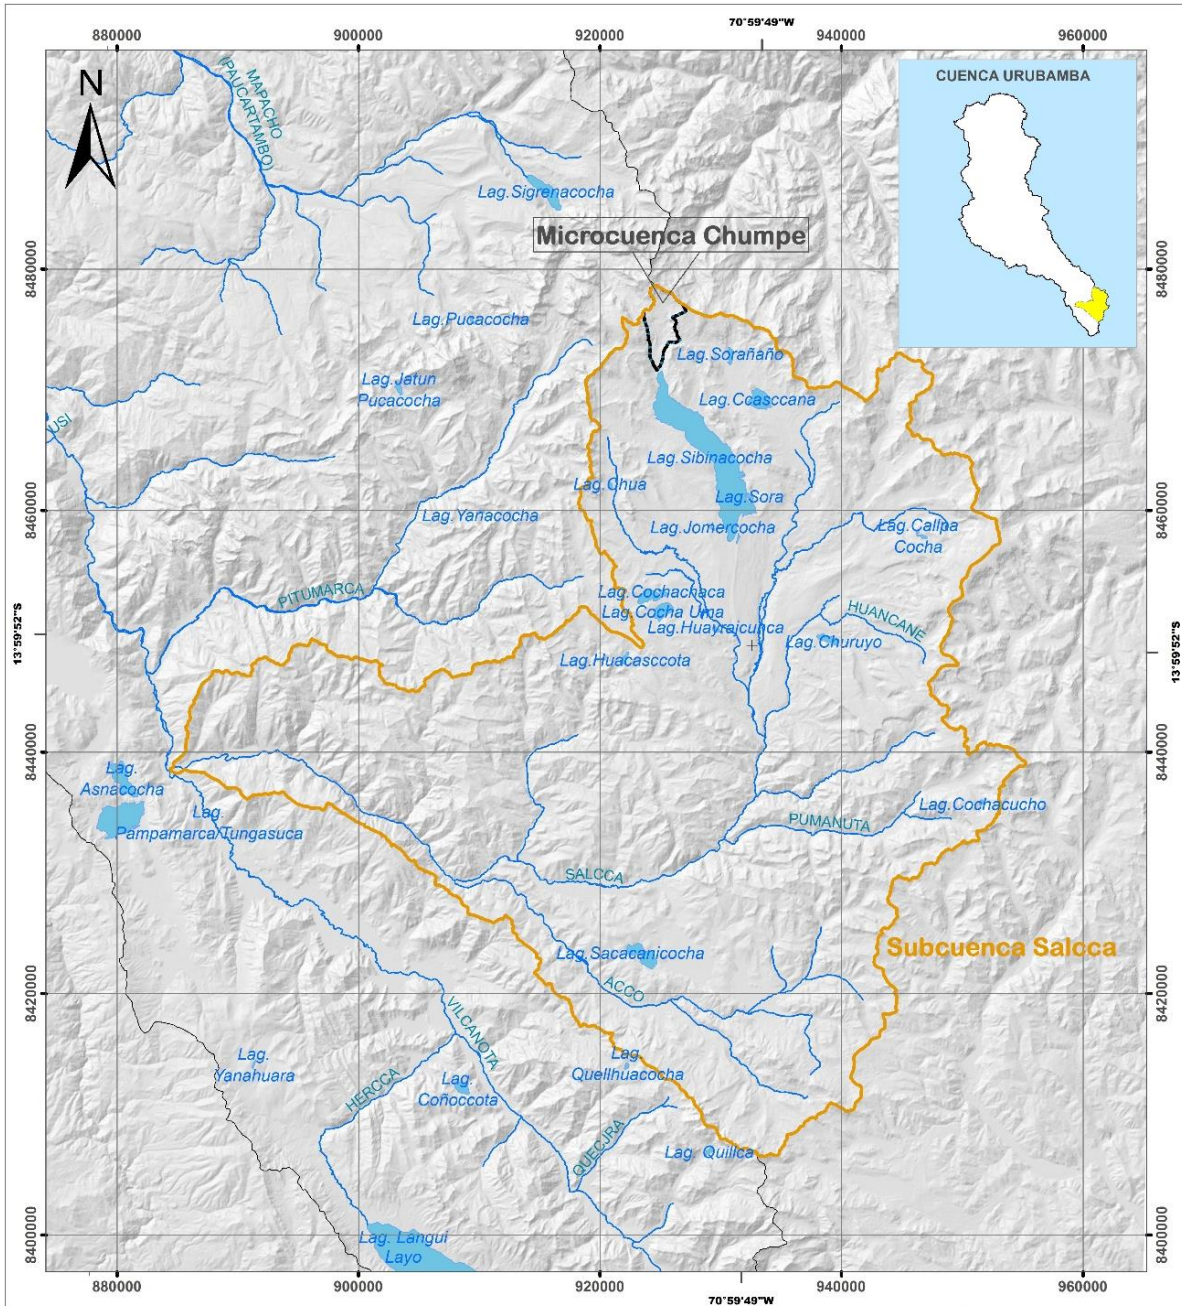 70°59'49"W
880000
900000
920000
940000
960000
N
MAPACHO
(PAUCARTAMBO)
CUENCA URUBAMBA
Lag.Sigrenacocha
Microcuenca Chumpe
8480000
8480000
Lag.Pucacocha
Lag.Sorañaño
Lag.Jatun
Pucacocha
Lag.Ccasccana
USI
Lag.Sibinacocha
Lag.Chua
Lag.Sora
8460000
8460000
Lag.Yanacocha
Lag.Jomercocha
Lag.Callpa
Cocha
PITUMARCA
Lag.Cochachaca
Lag.Cocha Uma
HUANCANE
Lag.Huayraicunca
Lag.Churuyo
13°59'52"S
13°59'52"S
Lag.Huacasccota
8440000
8440000
Lag.
Asnacocha
Lag.
Pampamarca/Tungasuca
Lag.Cochacucho
PUMANUTA
SALCCA
Subcuenca Salcca
Lag.Sacacanicocha
ACCO
8420000
8420000
VILCANOTA
Lag.
Yanahuara
Lag.
Quellhuacocha
HERCCA
Lag.
Coñoccota
QUECJRA
Lag. Quillca
8400000
8400000
Lag. Langui
Layo
880000
900000
920000
940000
960000
70°59'49"W